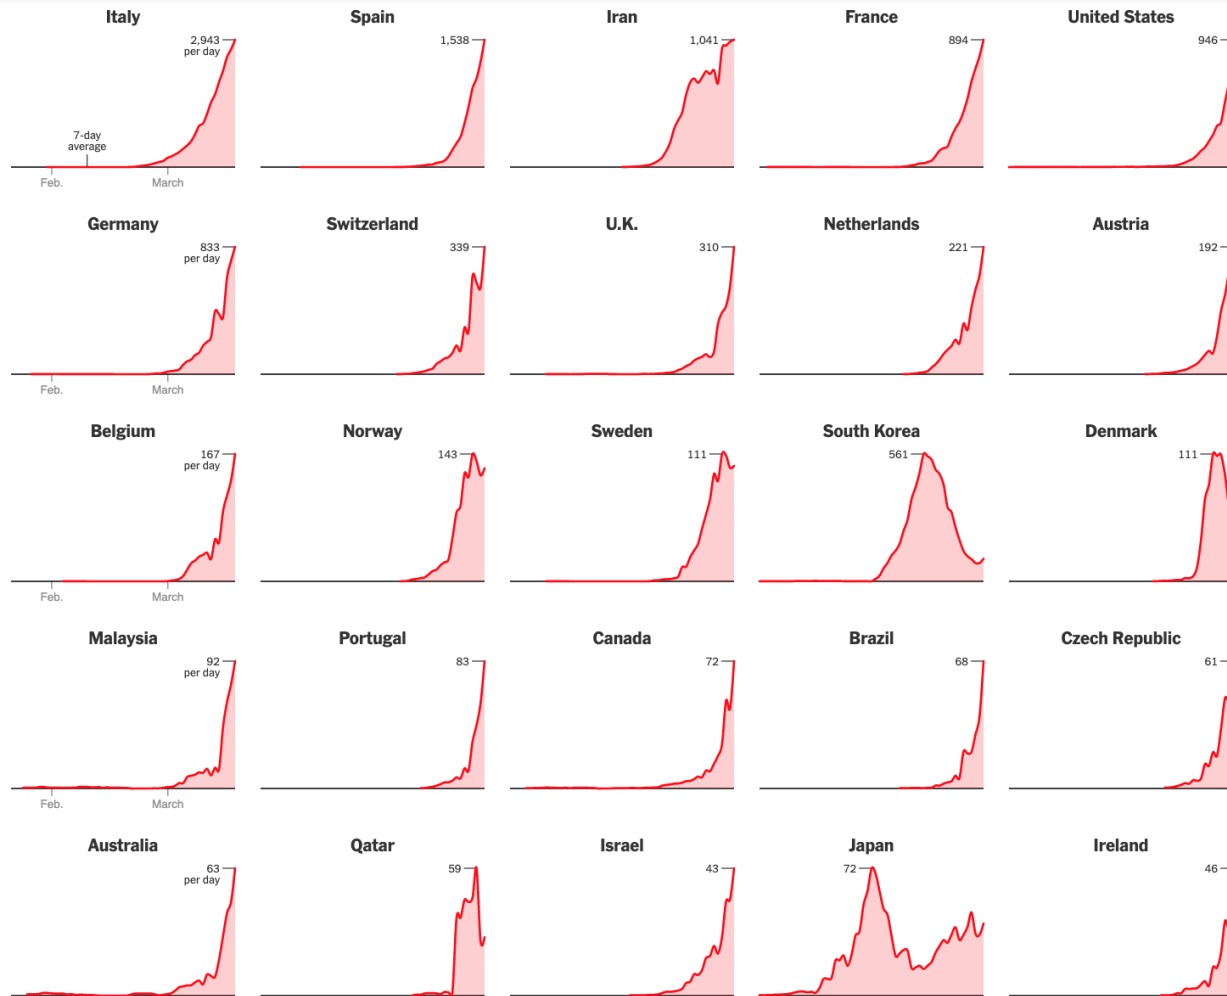 Italy
Spain
Iran
France
United States
2,943
per day
1,538
1,041
894
946
7-day
average
Feb.
March
Germany
Switzerland
U.K.
Netherlands
Austria
833
per day
339
310
221
192
Feb.
March
Belgium
Norway
Sweden
South Korea
Denmark
167
per day
143
111
561
111
Feb.
March
Malaysia
Portugal
Canada
Brazil
Czech Republic
92
per day
83
72
68
61
Feb.
March
Australia
Qatar
Israel
Japan
Ireland
63
per day
59
43
72
46